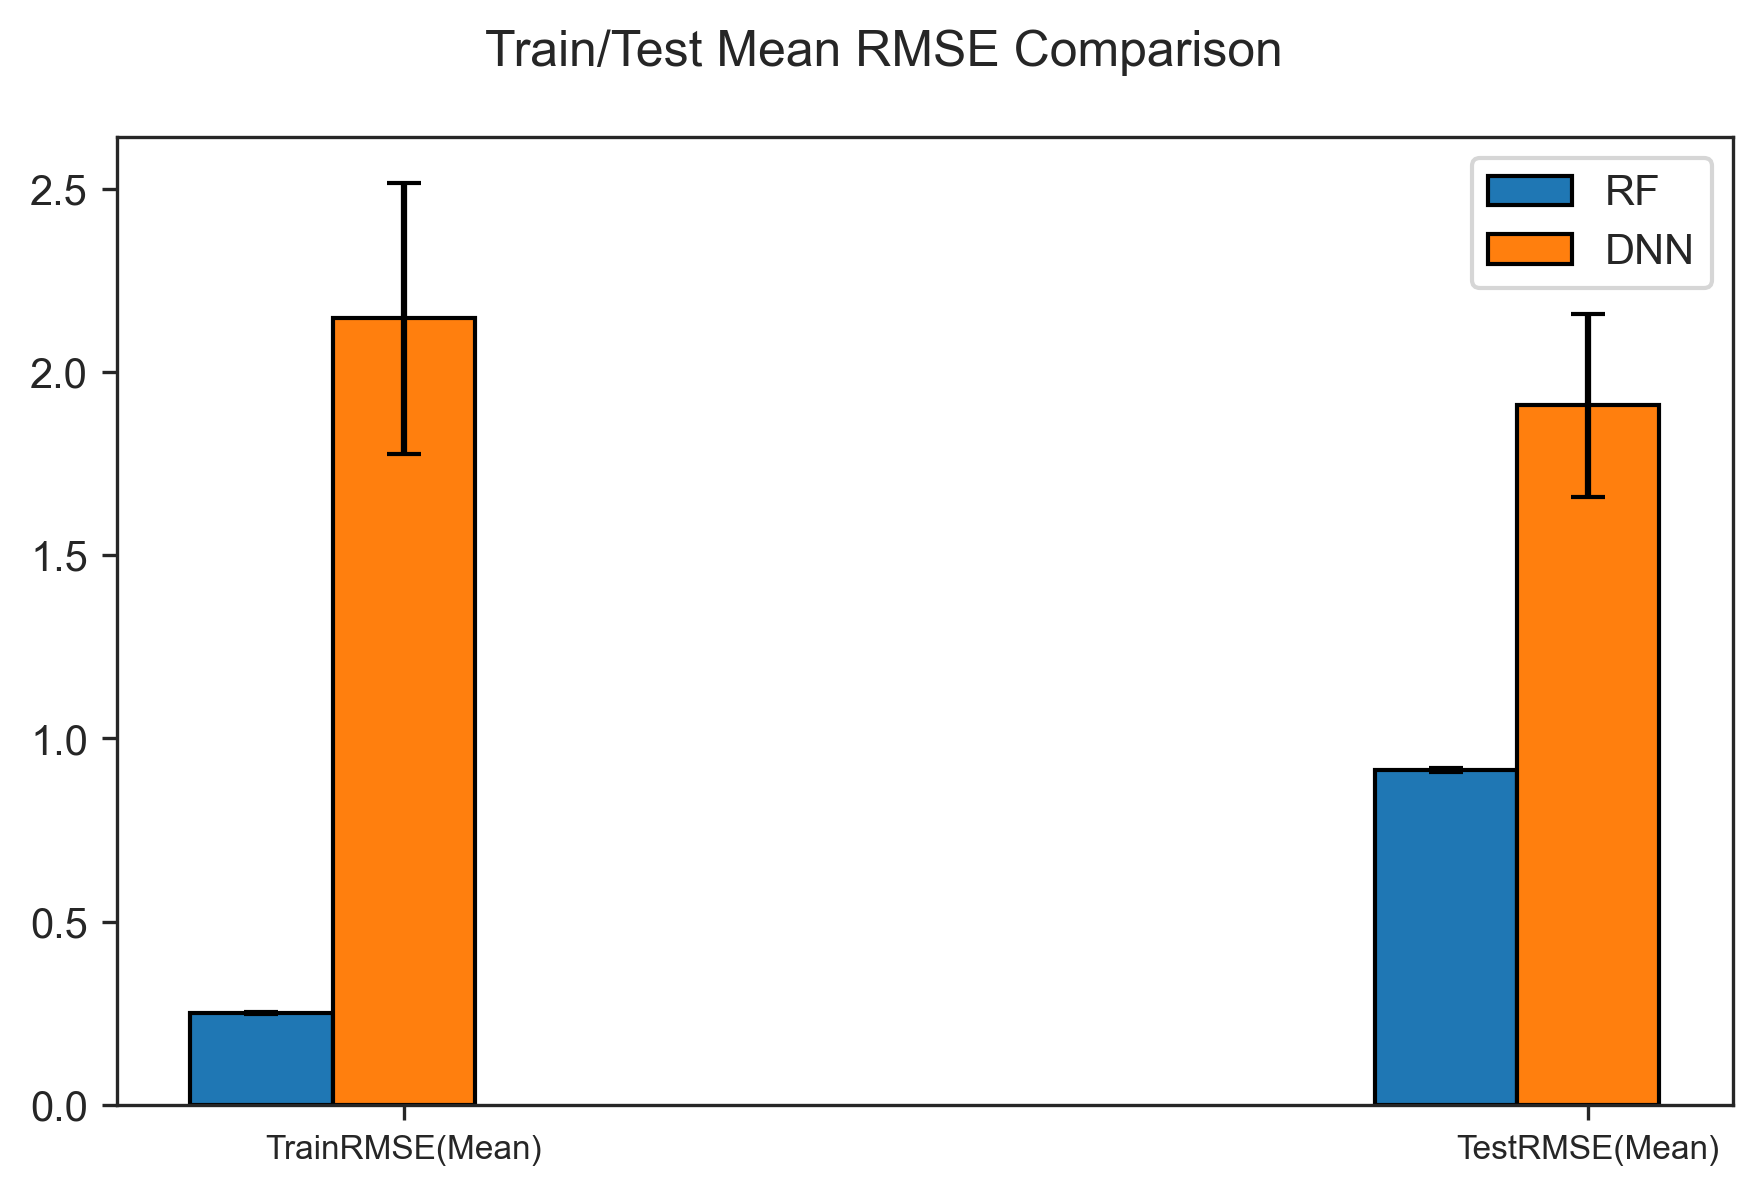 Train/Test Mean RMSE Comparison
2.5
2.0
1.5
1.0
0.5
0.0
RF
DNN
TrainRMSE(Mean)
TestRMSE(Mean)